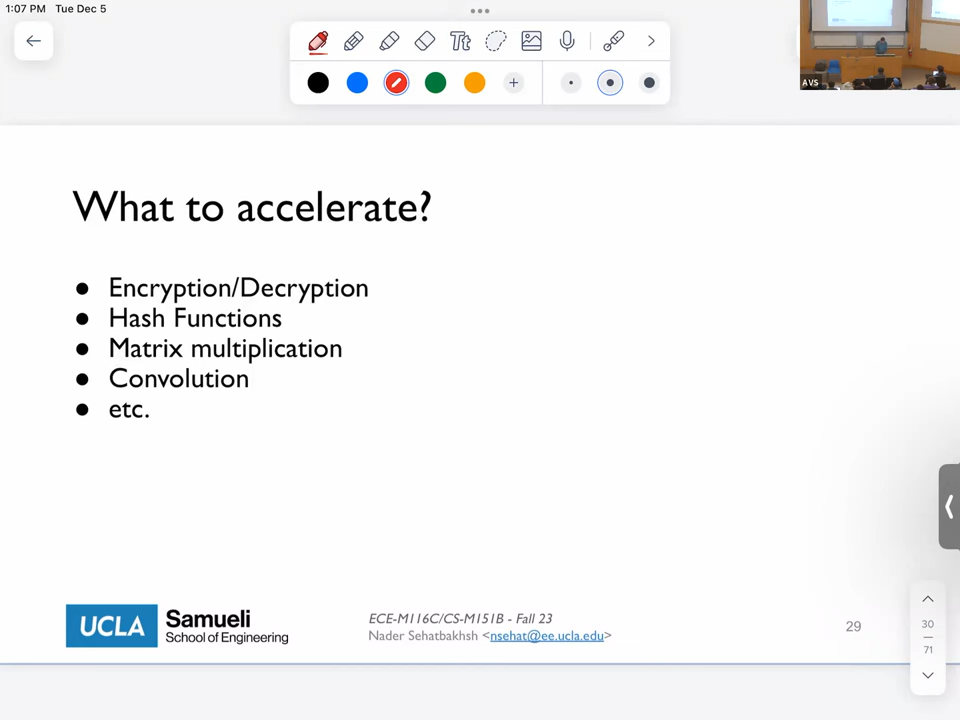 1:07 PM Tue Dec 5
Tt
AVS
What to accelerate?
● Encryption/Decryption
● Hash Functions
● Matrix multiplication
● Convolution
● etc.
UCLA Samueli
School of Engineering
ECE-M116C/CS-M151B - Fall 23
Nader Sehatbakhsh <nsehat@ee.ucla.edu>
29
30
71